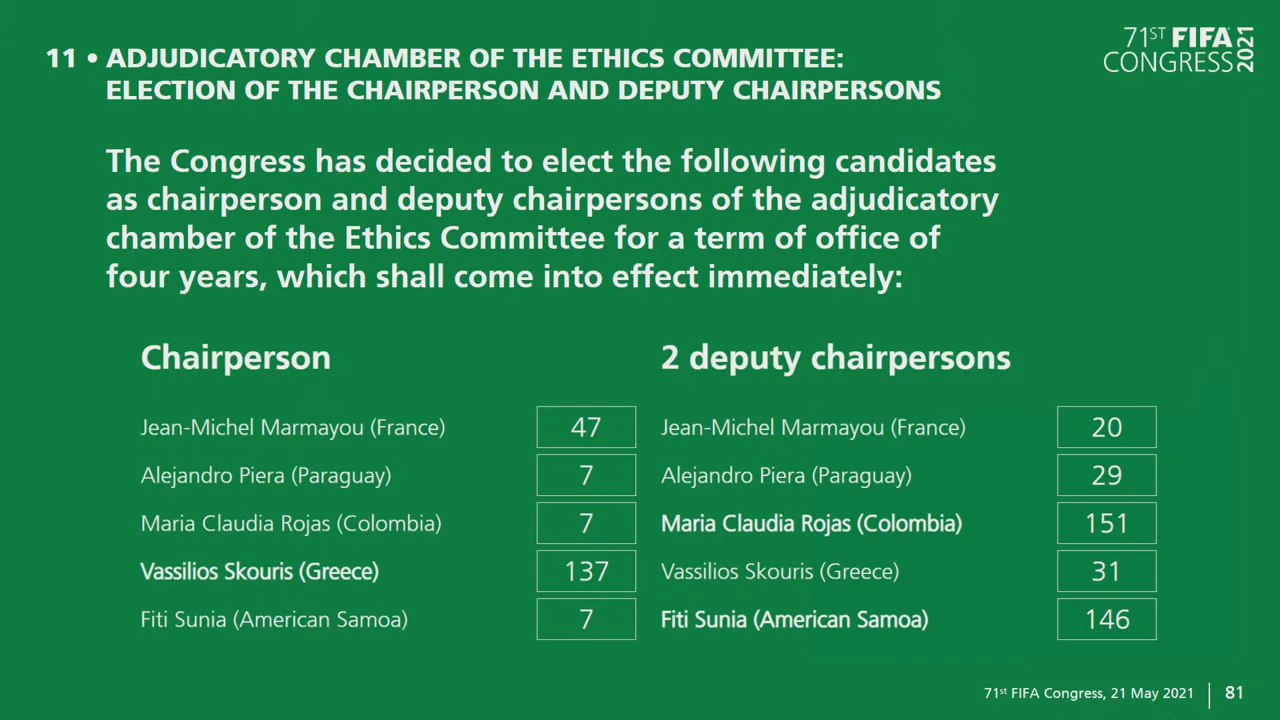 11 • ADJUDICATORY CHAMBER OF THE ETHICS COMMITTEE:
ELECTION OF THE CHAIRPERSON AND DEPUTY CHAIRPERSONS
71ST FIFA
CONGRESS 2021
The Congress has decided to elect the following candidates
as chairperson and deputy chairpersons of the adjudicatory
chamber of the Ethics Committee for a term of office of
four years, which shall come into effect immediately:
Chairperson
Jean-Michel Marmayou (France) 47
Alejandro Piera (Paraguay) 7
Maria Claudia Rojas (Colombia) 7
Vassilios Skouris (Greece) 137
Fiti Sunia (American Samoa) 7
2 deputy chairpersons
Jean-Michel Marmayou (France) 20
Alejandro Piera (Paraguay) 29
Maria Claudia Rojas (Colombia) 151
Vassilios Skouris (Greece) 31
Fiti Sunia (American Samoa) 146
71st FIFA Congress, 21 May 2021 81